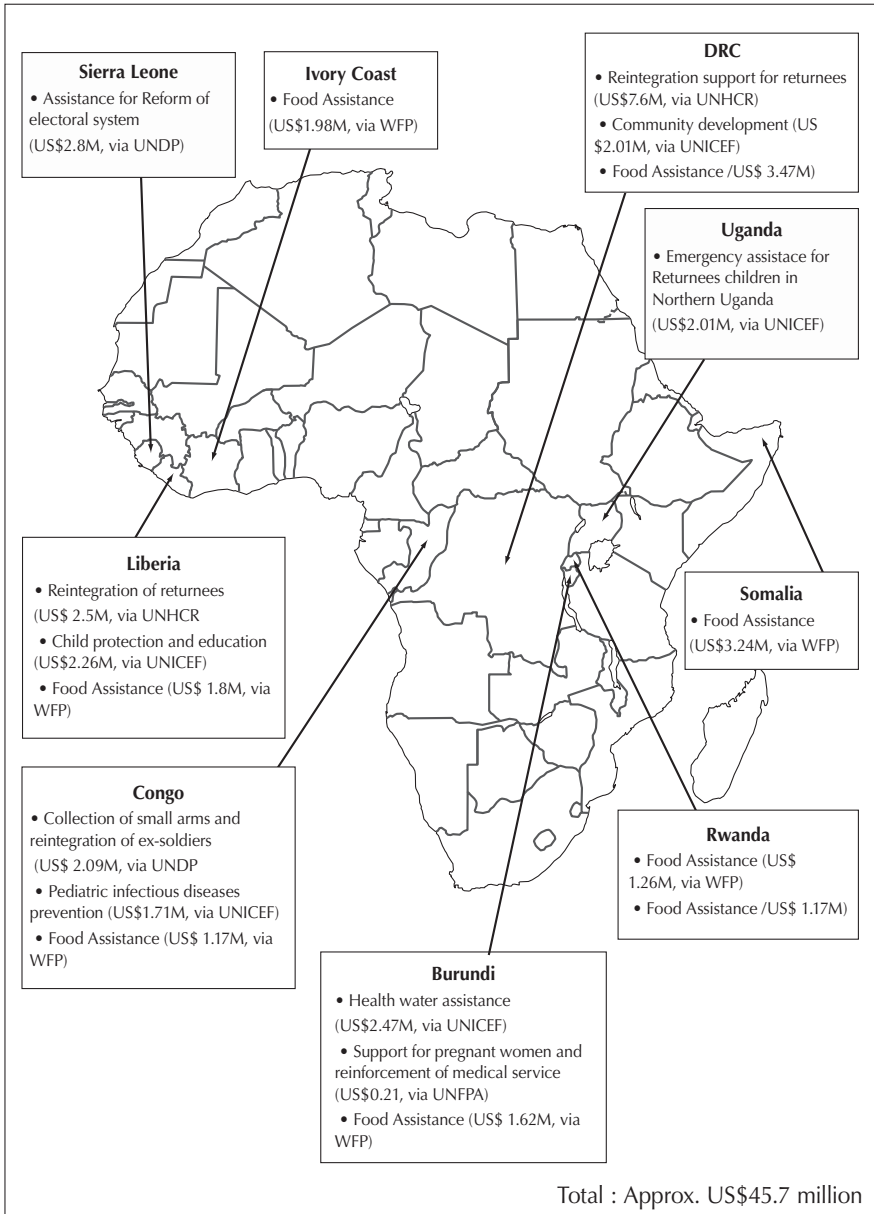 Sierra Leone
• Assistance for Reform of
electoral system
(US$2.8M, via UNDP)
Ivory Coast
• Food Assistance
(US$1.98M, via WFP)
DRC
• Reintegration support for returnees
(US$7.6M, via UNHCR)
• Community development (US
$2.01M, via UNICEF)
• Food Assistance /US$ 3.47M)
Uganda
• Emergency assistace for
Returnees children in
Northern Uganda
(US$2.01M, via UNICEF)
Liberia
• Reintegration of returnees
(US$ 2.5M, via UNHCR
• Child protection and education
(US$2.26M, via UNICEF)
• Food Assistance (US$ 1.8M, via
WFP)
Somalia
• Food Assistance
(US$3.24M, via WFP)
Congo
• Collection of small arms and
reintegration of ex-soldiers
(US$ 2.09M, via UNDP
• Pediatric infectious diseases
prevention (US$1.71M, via UNICEF)
• Food Assistance (US$ 1.17M, via
WFP)
Rwanda
• Food Assistance (US$
1.26M, via WFP)
• Food Assistance /US$ 1.17M)
Burundi
• Health water assistance
(US$2.47M, via UNICEF)
• Support for pregnant women and
reinforcement of medical service
(US$0.21, via UNFPA)
• Food Assistance (US$ 1.62M, via
WFP)
Total : Approx. US$45.7 million